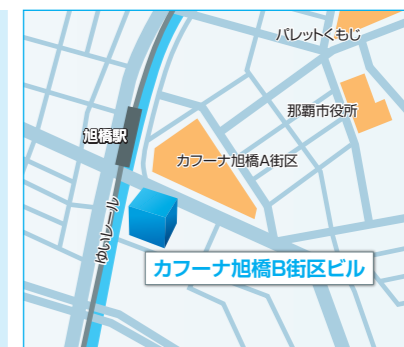 パレットくもじ
那覇市役所
旭橋駅
カフーナ旭橋A街区
ゆいレール
カフーナ旭橋B街区ビル